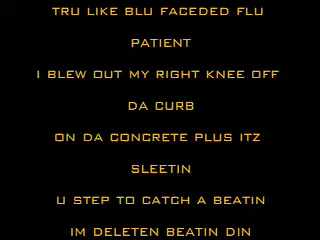 TRU LIKE BLU FACEDED FLU
PATIENT
I BLEW OUT MY RIGHT KNEE OFF
DA CURB
ON DA CONCRETE PLUS ITZ
SLEETIN
U STEP TO CATCH A BEATIN
IM DELETEN BEATIN DIN